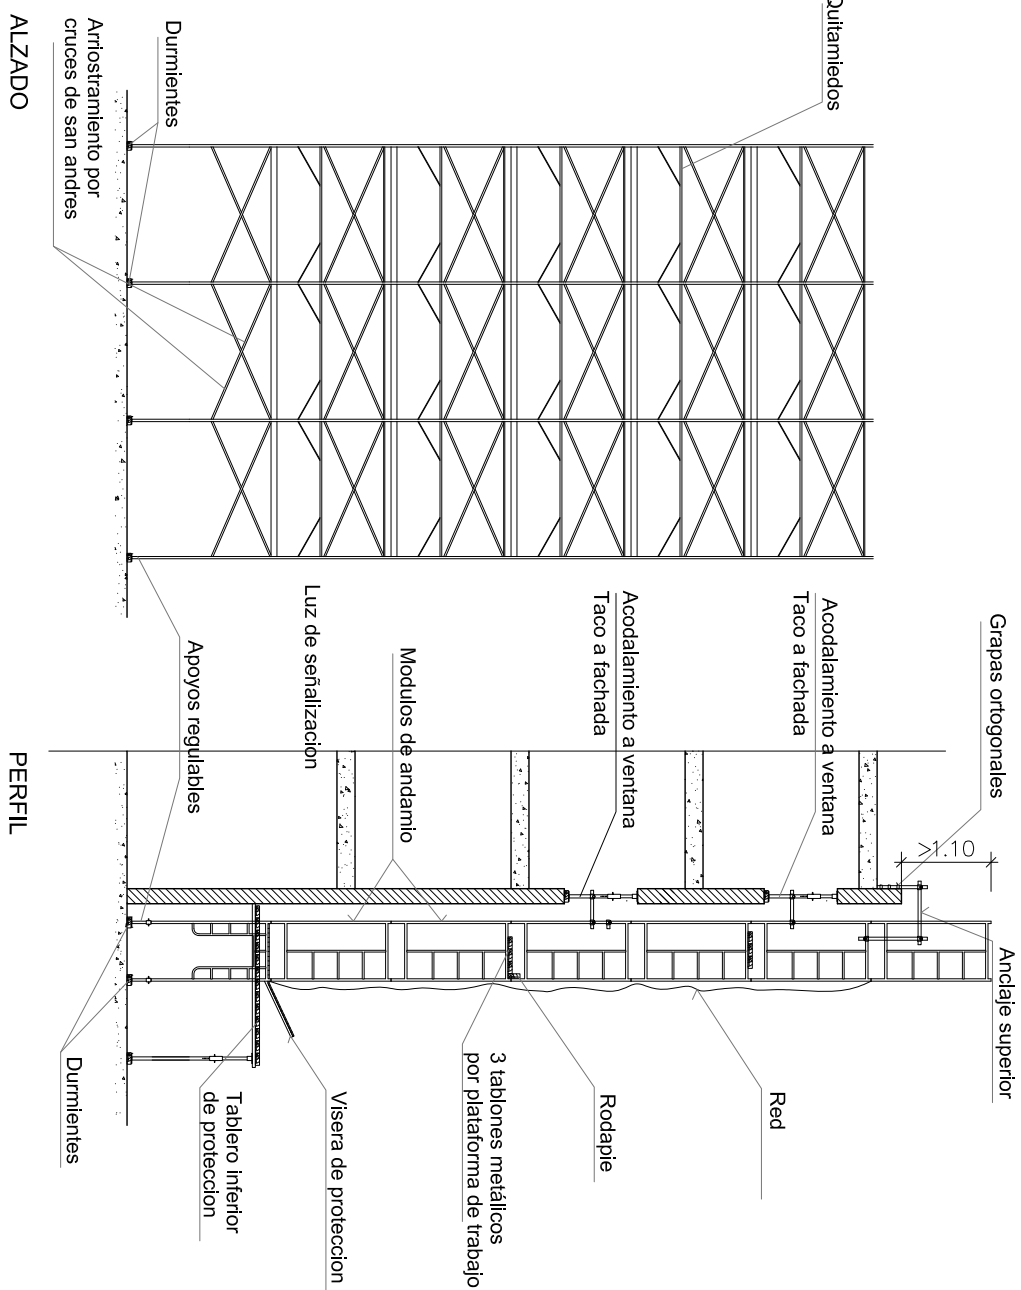 Quitamiedos
Durmientes
Arriostramiento por
cruces de san andres
ALZADO
Grapas ortogonales
Acodalamiento a ventana
Taco a fachada
Acodalamiento a ventana
Taco a fachada
Modulos de andamio
Luz de señalizacion
Apoyos regulables
PERFIL
>1.10
Anclaje superior
Red
Rodapie
3 tablones metálicos
por plataforma de trabajo
Visera de proteccion
Tablero inferior
de proteccion
Durmientes